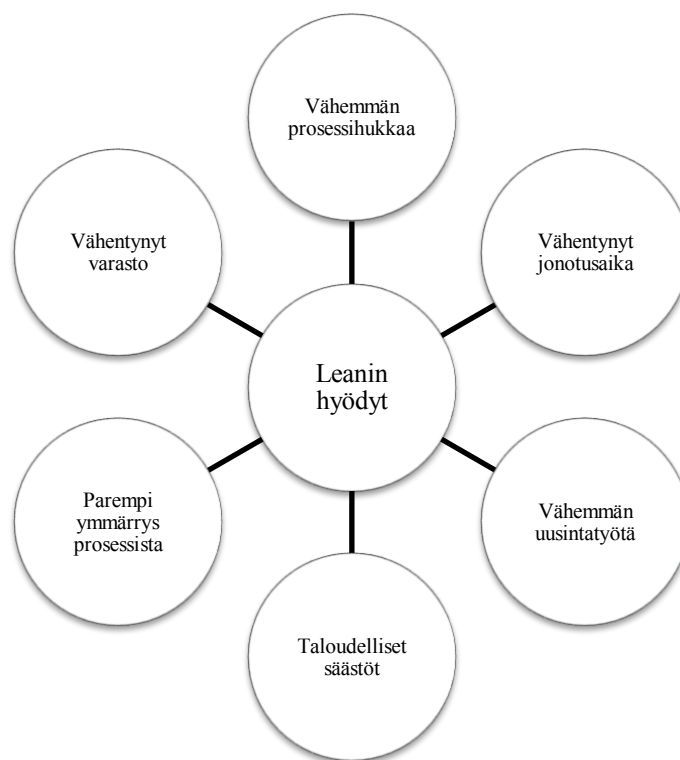 Vähemmän
prosessihukkaa
Vähentynyt
varasto
Vähentynyt
jonotusaika
Leanin
hyödyt
Parempi
ymmärrys
prosessista
Vähemmän
uusintatyötä
Taloudelliset
säästöt